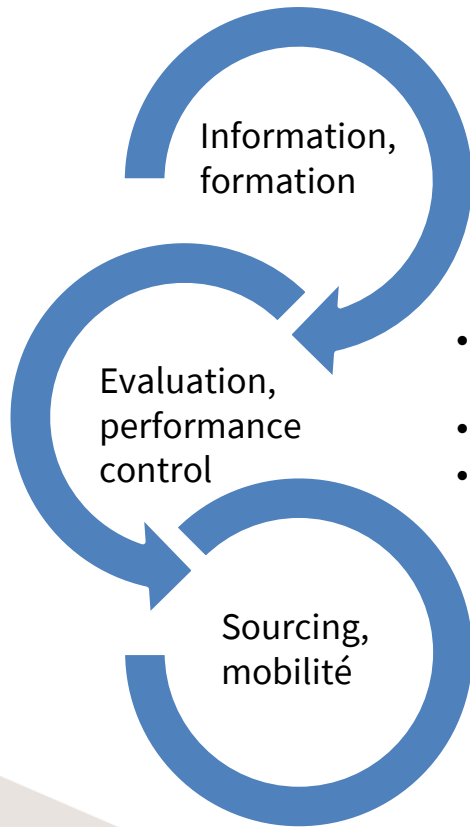 Information,
formation
Evaluation,
performance
control
Sourcing,
mobilité